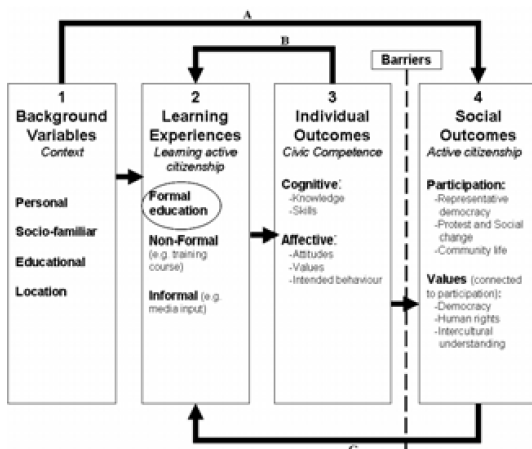 A
B
Barriers
1
Background
Variables
Context
Personal
Socio-familiar
Educational
Location
2
Learning
Experiences
Learning active
citizenship
Formal
education
Non-Formal
(e.g. training
course)
Informal (e.g.
media input)
3
Individual
Outcomes
Civic Competence
Cognitive:
-Knowledge
-Skills
Affective:
-Attitudes
-Values
-Intended behaviour
4
Social
Outcomes
Active citizenship
Participation:
-Representative
democracy
-Protest and Social
change
-Community life
Values (connected
to participation):
-Democracy
-Human rights
-Intercultural
understanding